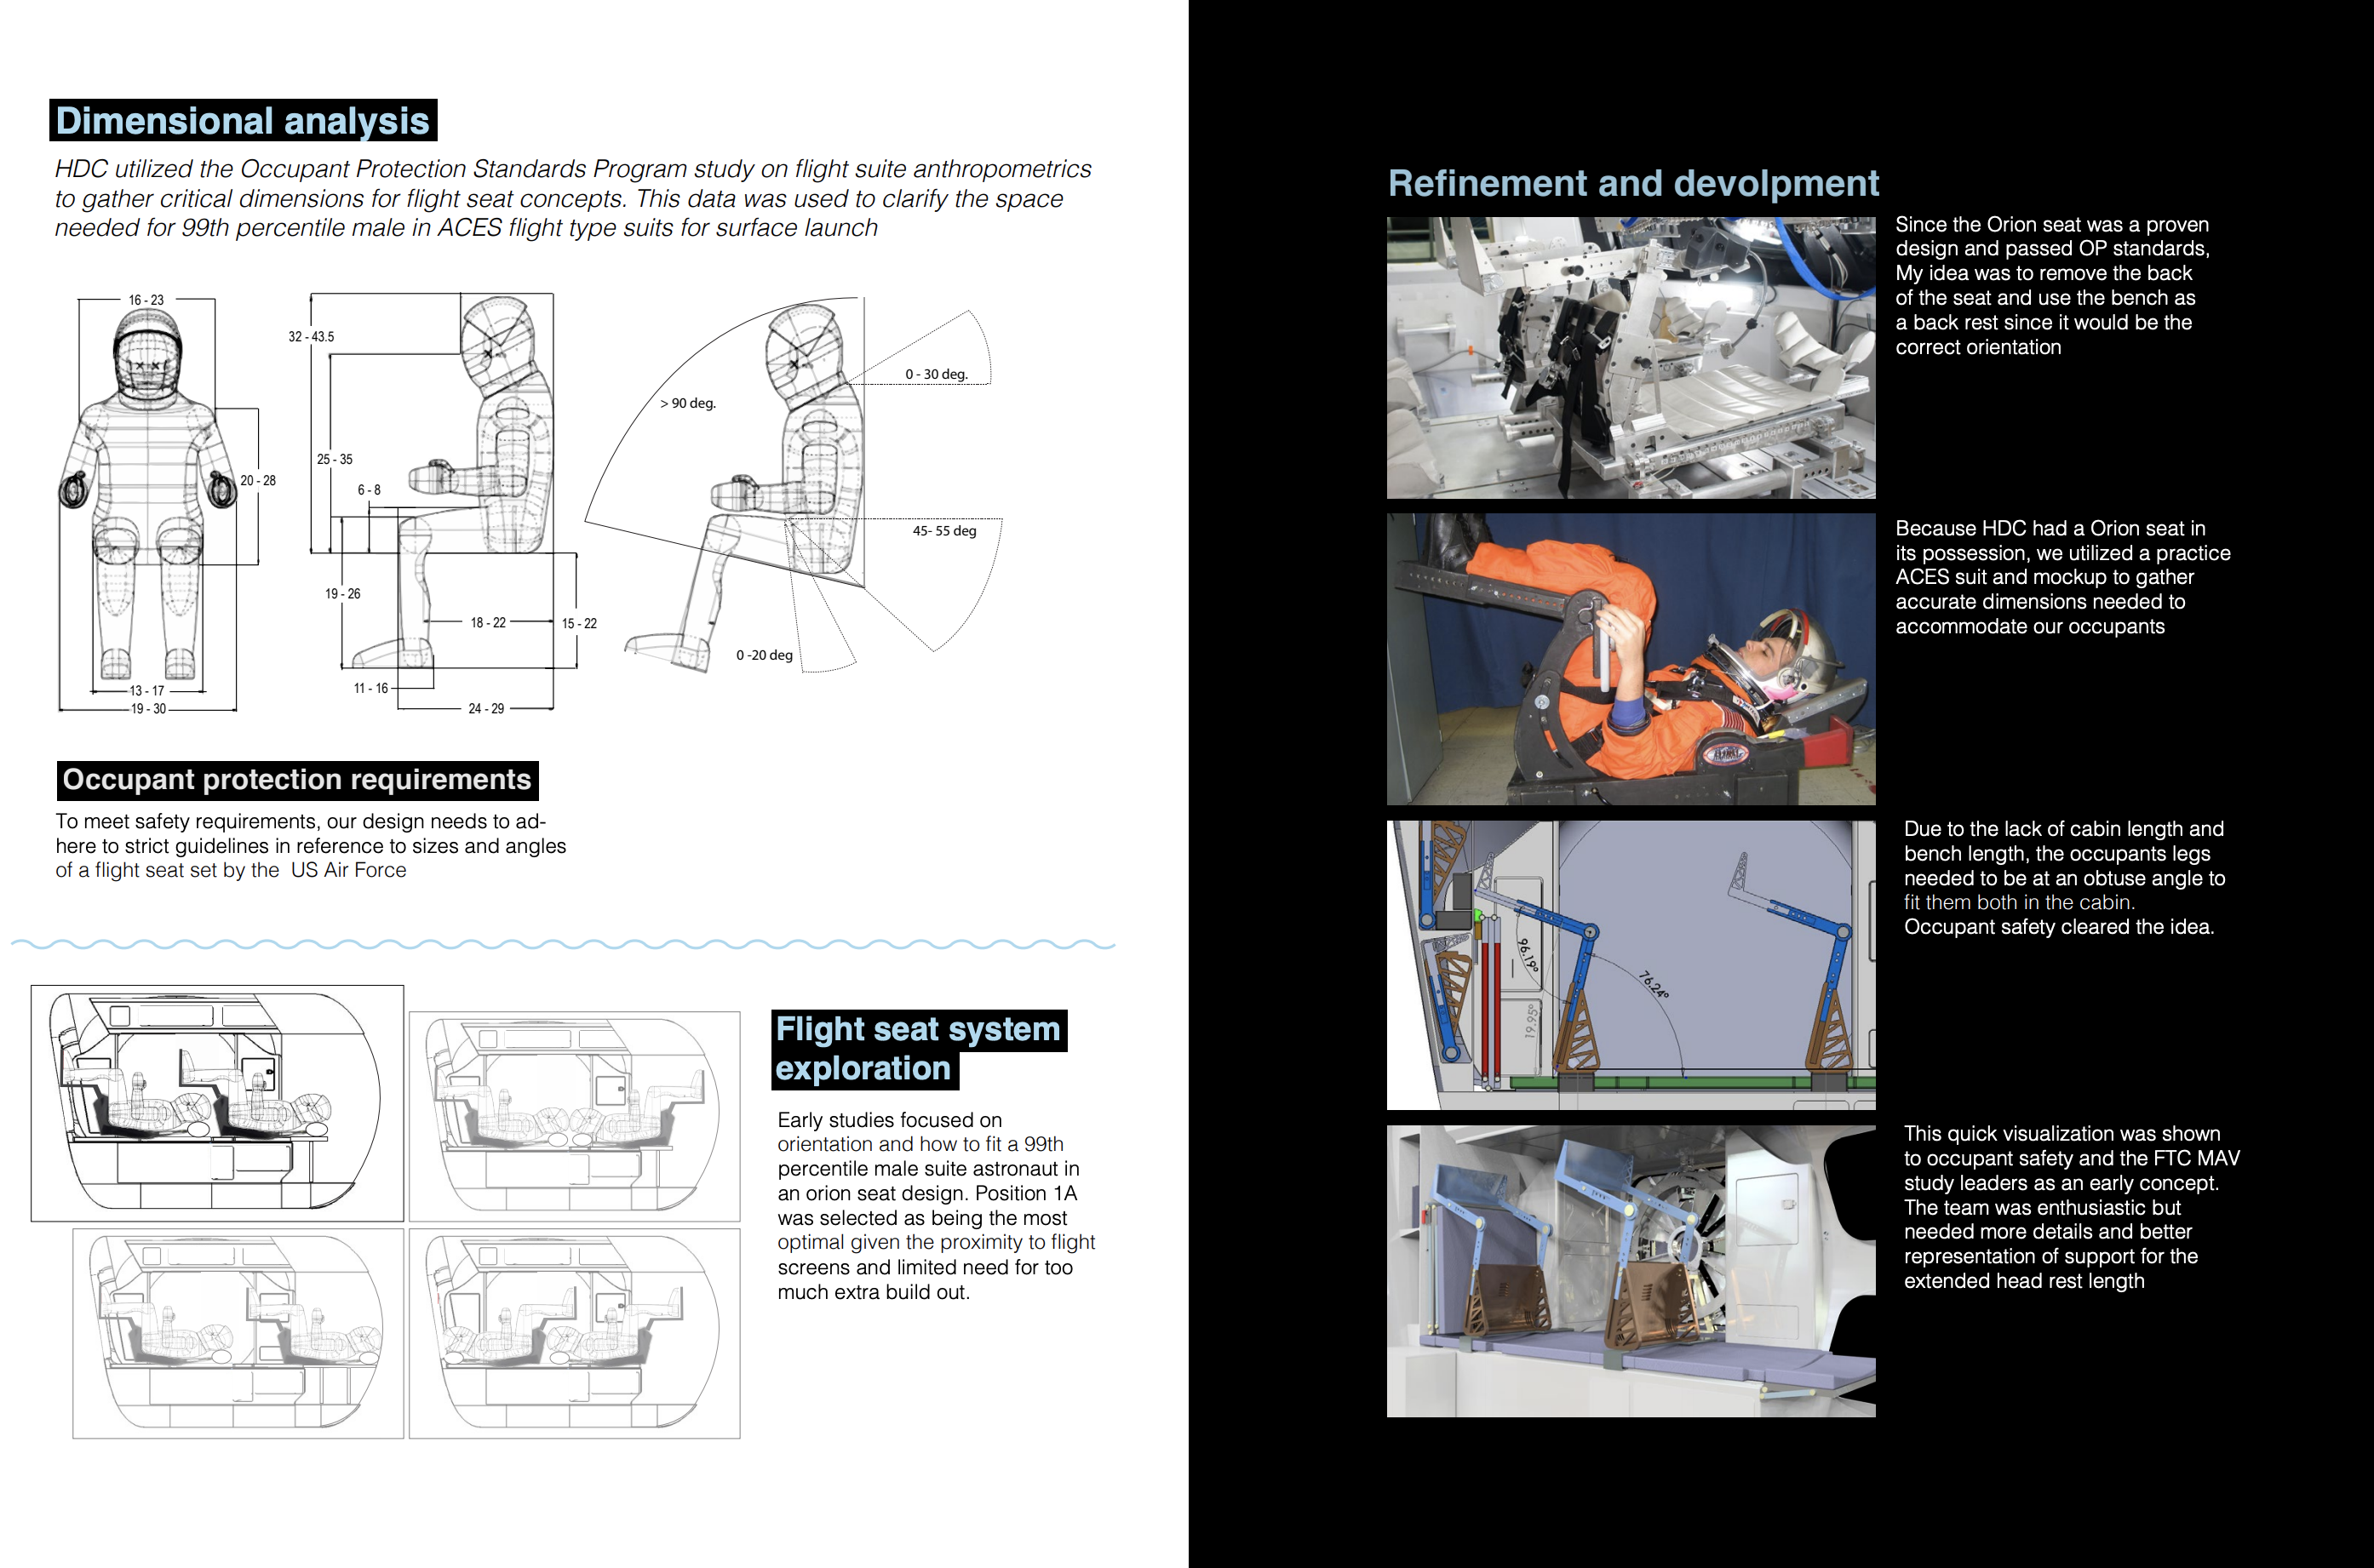 Dimensional analysis
HDC utilized the Occupant Protection Standards Program study on flight suite anthropometrics
to gather critical dimensions for flight seat concepts. This data was used to clarify the space
needed for 99th percentile male in ACES flight type suits for surface launch
16 - 23
20 - 28
13 - 17
19 - 30
32 - 43.5
25 - 35
6 - 8
19 - 26
18 - 22
15 - 22
11 - 16
24 - 29
> 90 deg.
0 - 30 deg.
45- 55 deg
0 -20 deg
Occupant protection requirements
To meet safety requirements, our design needs to ad-
here to strict guidelines in reference to sizes and angles
of a flight seat set by the  US Air Force
Flight seat system
exploration
Early studies focused on
orientation and how to fit a 99th
percentile male suite astronaut in
an orion seat design. Position 1A
was selected as being the most
optimal given the proximity to flight
screens and limited need for too
much extra build out.
Refinement and devolpment
Since the Orion seat was a proven
design and passed OP standards,
My idea was to remove the back
of the seat and use the bench as
a back rest since it would be the
correct orientation
Because HDC had a Orion seat in
its possession, we utilized a practice
ACES suit and mockup to gather
accurate dimensions needed to
accommodate our occupants
96.19°
76.24°
19.95°
Due to the lack of cabin length and
bench length, the occupants legs
needed to be at an obtuse angle to
fit them both in the cabin.
Occupant safety cleared the idea.
This quick visualization was shown
to occupant safety and the FTC MAV
study leaders as an early concept.
The team was enthusiastic but
needed more details and better
representation of support for the
extended head rest length